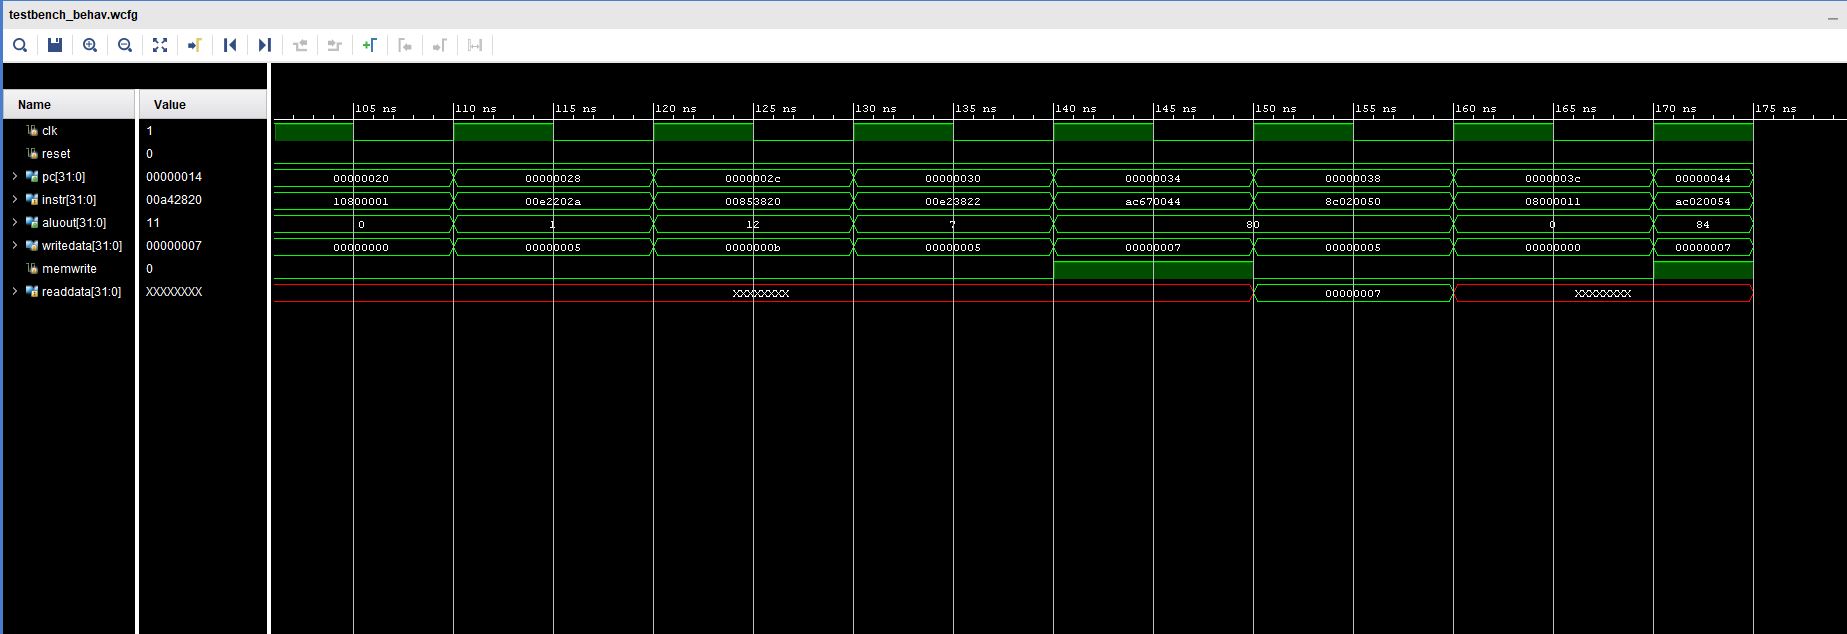 testbench_behav.wcfg
Name Value
105 ns 110 ns 115 ns 120 ns 125 ns 130 ns 135 ns 140 ns 145 ns 150 ns 155 ns 160 ns 165 ns 170 ns 175 ns
clk 1
reset 0
pc[31:0] 00000014 00000020 00000028 0000002c 00000030 00000034 00000038 0000003c 00000044
instr[31:0] 00a42820 10800001 00e2202a 00853820 00e23822 ac670044 8c020050 08000011 ac020054
aluout[31:0] 11 0 1 12 7 80 0 84
writedata[31:0] 00000007 00000000 00000005 0000000b 00000005 00000007 00000005 00000000 00000007
memwrite 0
readdata[31:0] XXXXXXXX XXXXXXXX 00000007 XXXXXXXX